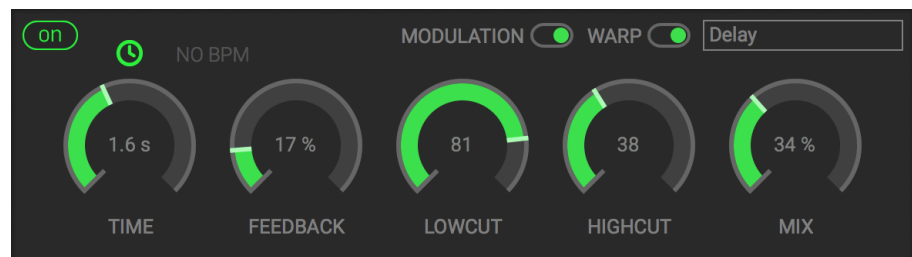 on
MODULATION
WARP
Delay
NO BPM
1.6 s
17 %
81
38
34 %
TIME
FEEDBACK
LOWCUT
HIGHCUT
MIX